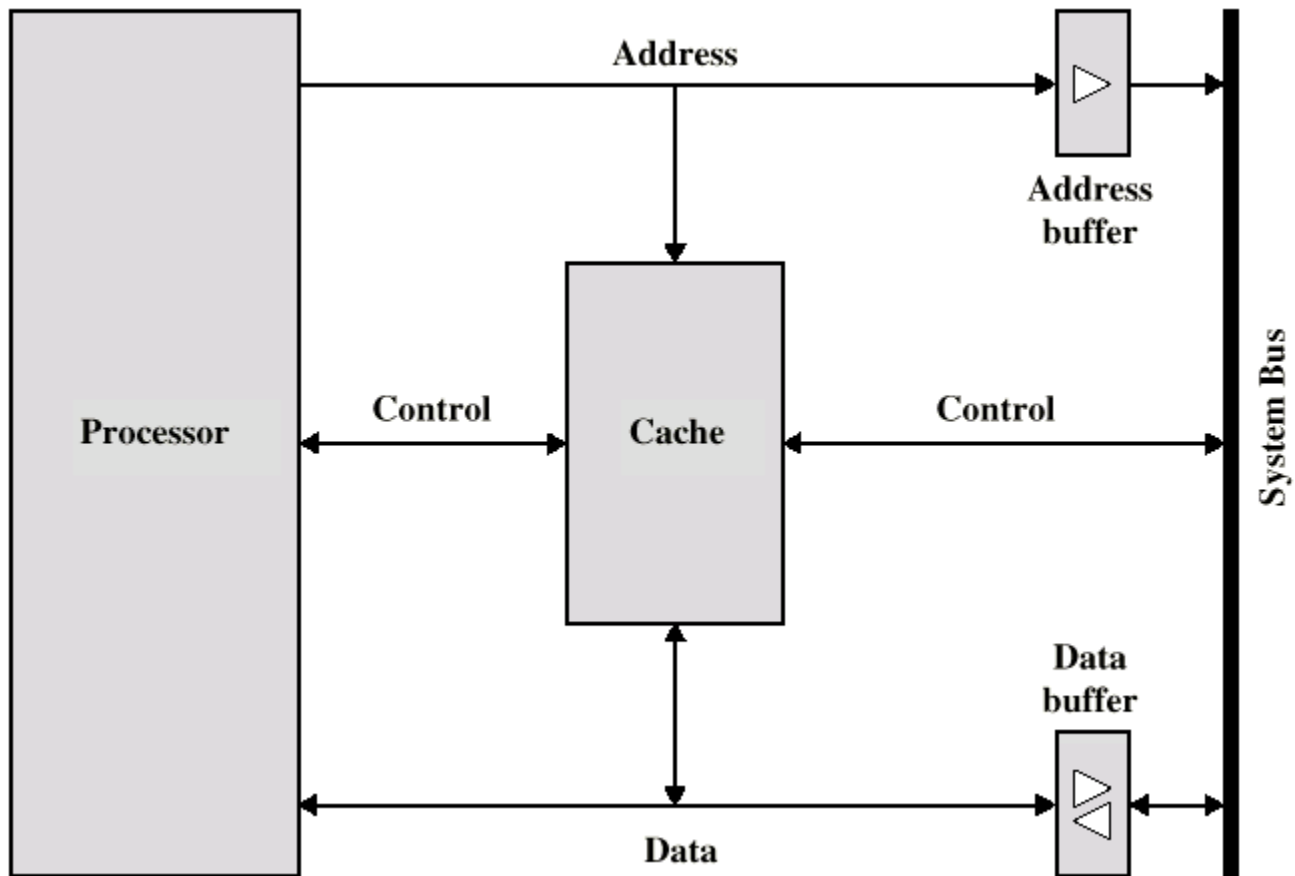 Address
Address
buffer
System Bus
Control
Control
Processor
Cache
Data
buffer
Data